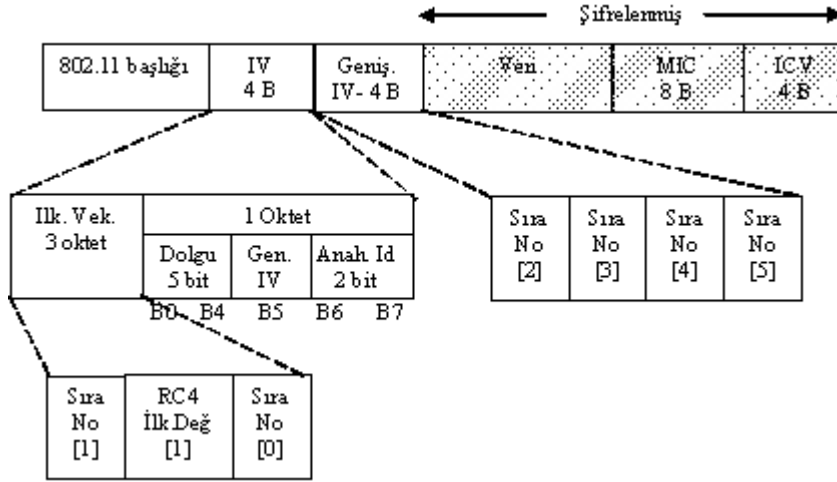 Şifrelenmiş
802.11 başlığı
IV
4 B
Geniş.
IV- 4 B
Veri
MIC
8 B
ICV
4 B
Ilk. Vek.
3 oktet
1 Oktet
Dolgu
5 bit
Gen.
IV
Anah. Id
2 bit
B0 B4 B5 B6 B7
Sıra
No
[2]
Sıra
No
[3]
Sıra
No
[4]
Sıra
No
[5]
Sıra
No
[1]
RC4
İlk.Değ
[1]
Sıra
No
[0]